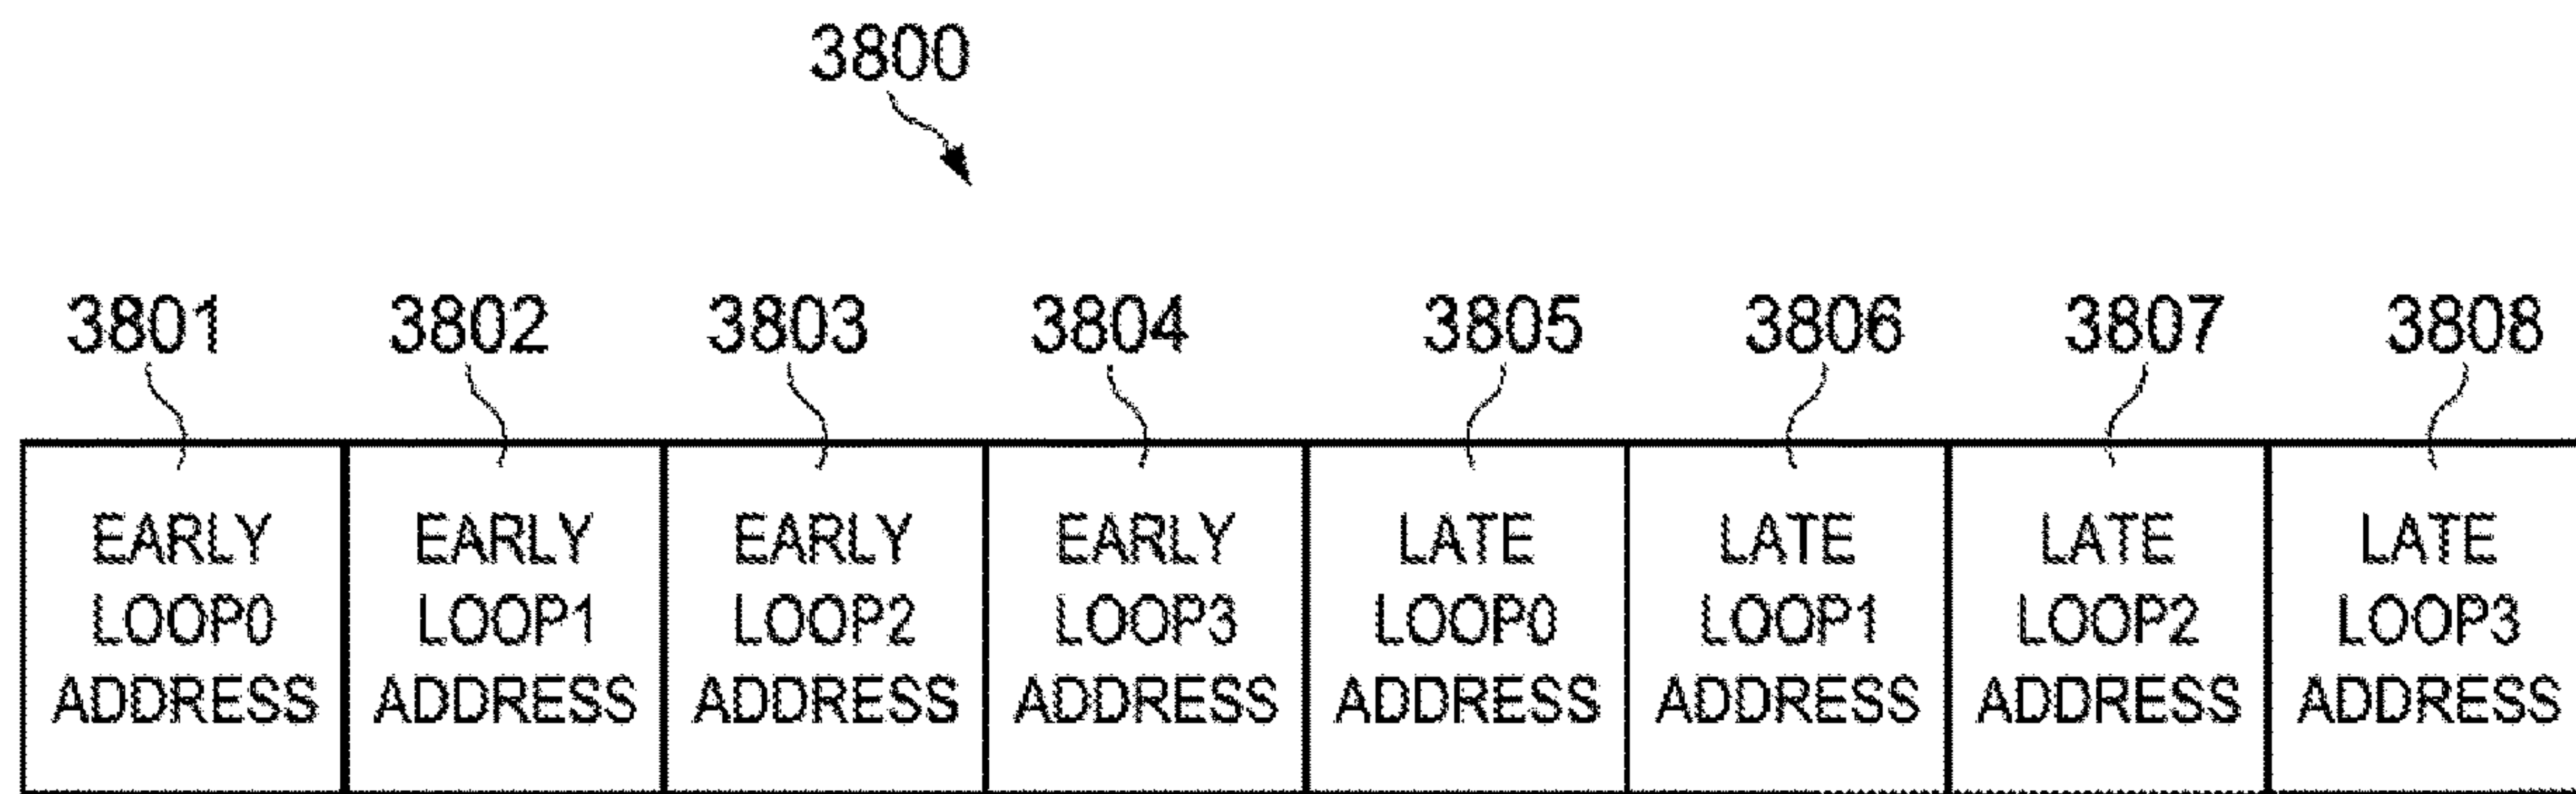 3800
3801 3802 3803 3804 3805 3806 3807 3808
EARLY LOOP0 ADDRESS
EARLY LOOP1 ADDRESS
EARLY LOOP2 ADDRESS
EARLY LOOP3 ADDRESS
LATE LOOP0 ADDRESS
LATE LOOP1 ADDRESS
LATE LOOP2 ADDRESS
LATE LOOP3 ADDRESS